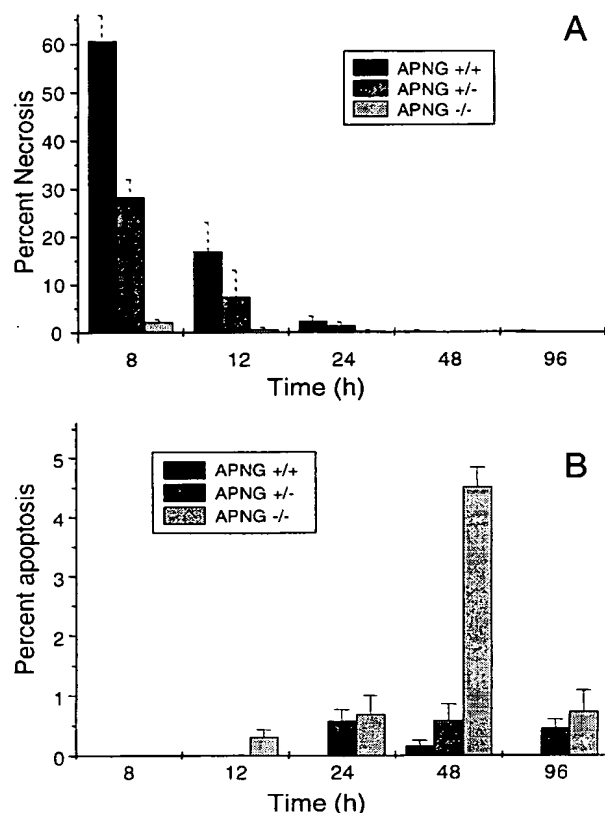 A
Percent Necrosis
60
50
40
30
20
10
0
APNG +/+
APNG +/-
APNG -/-
8 12 24 48 96
Time (h)
B
Percent apoptosis
5
4
3
2
1
0
APNG +/+
APNG +/-
APNG -/-
8 12 24 48 96
Time (h)